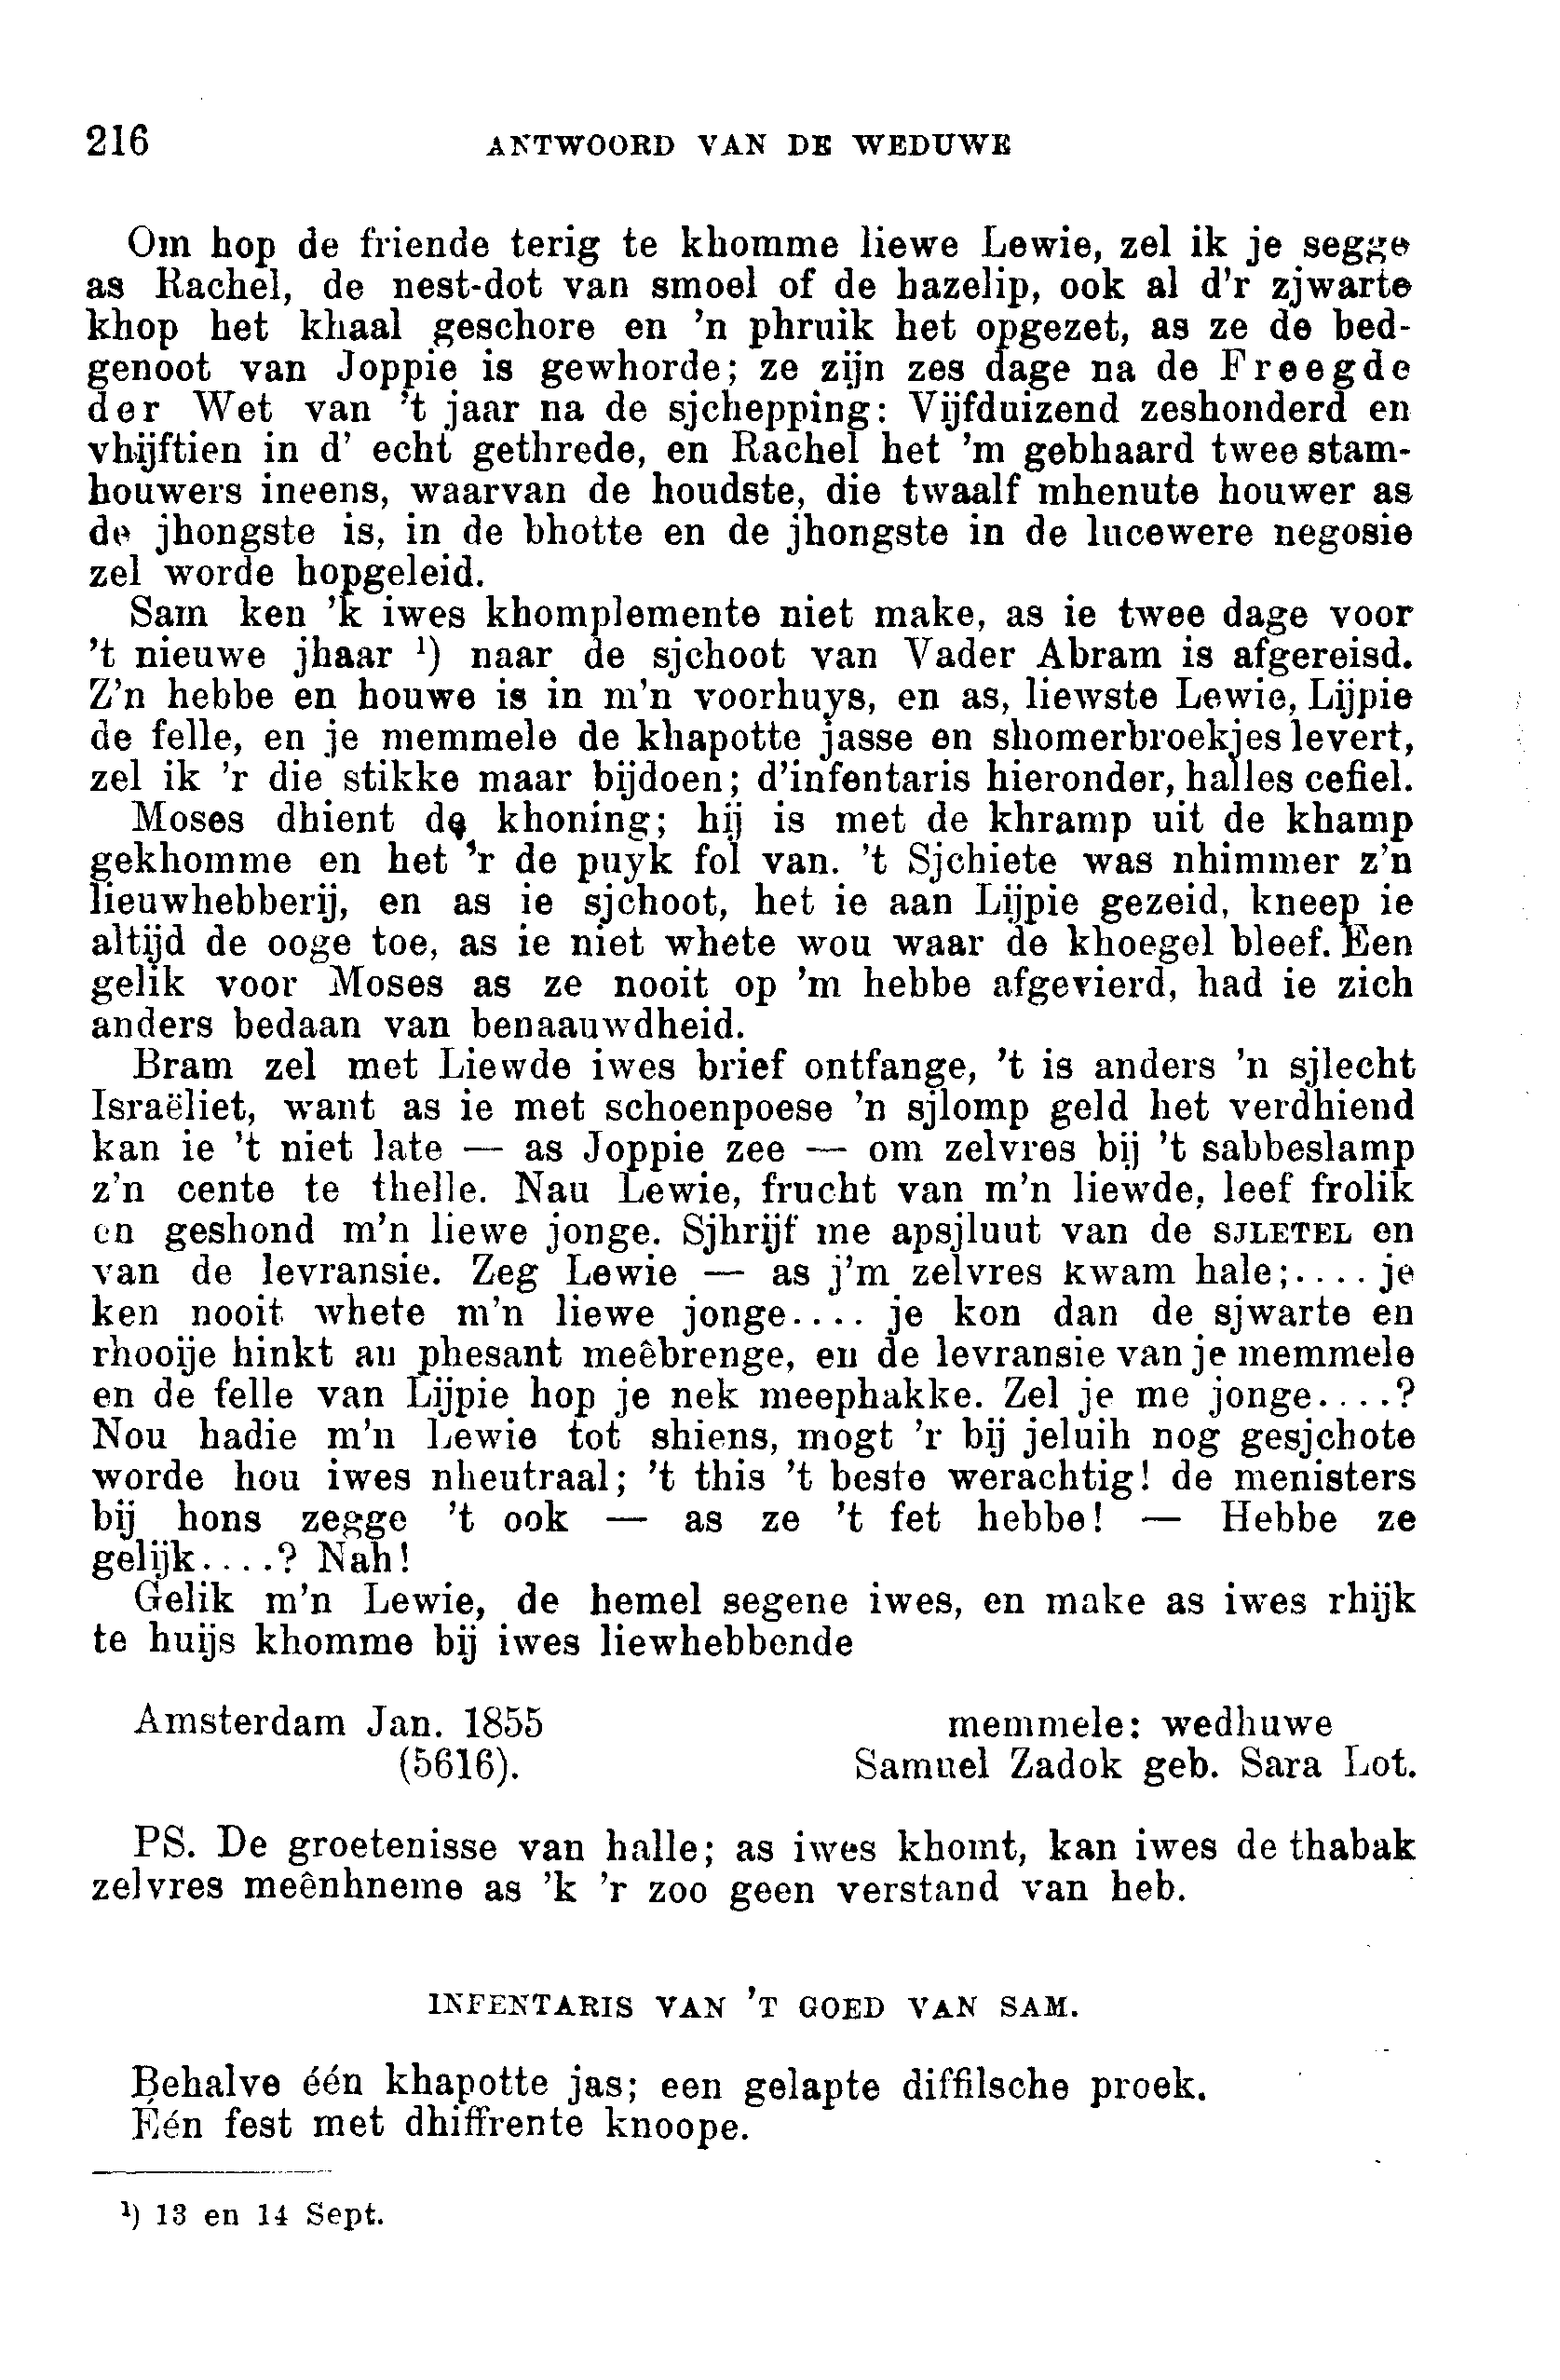 216 ANTWOORD VAN DE WEDUWE
Om hop de friende terig te khomme liewe Lewie, zel ik je segge
as Rachel, de nest-dot van smoel of de hazelip, ook al d'r zjwarte
khop het khaal geschore en 'n phruik het opgezet, as ze de bed-
genoot van Joppie is gewhorde; ze zijn zes dage na de Freegde
der Wet van 't jaar na de sjchepping: Vijfduizend zeshonderd en
vhijftien in d' echt gethrede, en Rachel het 'm gebhaard twee stam-
houwers ineens, waarvan de houdste, die twaalf mhenute houwer as
de jhongste is, in de bhotte en de jhongste in de lucewere negosie
zel worde hopgeleid.
Sam ken 'k iwes khomplemente niet make, as ie twee dage voor
't nieuwe jhaar ¹) naar de sjchoot van Vader Abram is afgereisd.
Z'n hebbe en houwe is in m'n voorhuys, en as, liewste Lewie, Lijpie
de felle, en je memmele de khapotte jasse en shomerbroekjes levert,
zel ik 'r die stikke maar bijdoen; d'infentaris hieronder, halles cefiel.
Moses dhient de khoning; hij is met de khramp uit de khamp
gekhomme en het 'r de puyk fol van. 't Sjchiete was nhimmer z'n
lieuwhebberij, en as ie sjchoot, het ie aan Lijpie gezeid, kneep ie
altijd de ooge toe, as ie niet whete wou waar de khoegel bleef. Een
gelik voor Moses as ze nooit op 'm hebbe afgevierd, had ie zich
anders bedaan van benaauwdheid.
Bram zel met Liewde iwes brief ontfange, 't is anders 'n sjlecht
Israëliet, want as ie met schoenpoese 'n sjlomp geld het verdhiend
kan ie 't niet late — as Joppie zee — om zelvres bij 't sabbeslamp
z'n cente te thelle. Nau Lewie, frucht van m'n liewde, leef frolik
en geshond m'n liewe jonge. Sjhrijf me apsjluut van de SJLETEL en
van de levransie. Zeg Lewie — as j'm zelvres kwam hale;.... je
ken nooit whete m'n liewe jonge.... je kon dan de sjwarte en
rhooije hinkt an phesant meêbrenge, en de levransie van je memmele
en de felle van Lijpie hop je nek meephakke. Zel je me jonge....?
Nou hadie m'n Lewie tot shiens, mogt 'r bij jeluih nog gesjchote
worde hou iwes nheutraal; 't this 't beste werachtig! de menisters
bij hons zegge 't ook — as ze 't fet hebbe! — Hebbe ze
gelijk....? Nah!
Gelik m'n Lewie, de hemel segene iwes, en make as iwes rhijk
te huijs khomme bij iwes liewhebbende
Amsterdam Jan. 1855 memmele: wedhuwe
(5616). Samuel Zadok geb. Sara Lot.
PS. De groetenisse van halle; as iwes khomt, kan iwes de thabak
zelvres meênhneme as 'k 'r zoo geen verstand van heb.
INFENTARIS VAN 'T GOED VAN SAM.
Behalve één khapotte jas; een gelapte diffilsche proek.
Eén fest met dhiffrente knoope.
¹) 13 en 14 Sept.